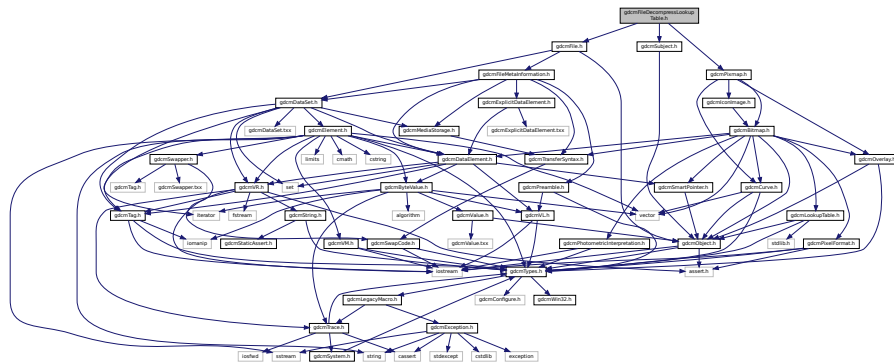 gdcmFileDecompressLookup
Table.h
gdcmFile.h
gdcmSubject.h
gdcmPixmap.h
gdcmFileMetaInformation.h
gdcmDataSet.h
gdcmExplicitDataElement.h
gdcmIconImage.h
gdcmDataSet.txx
gdcmElement.h
gdcmMediaStorage.h
gdcmExplicitDataElement.txx
gdcmBitmap.h
gdcmSwapper.h
limits
cmath
cstring
gdcmDataElement.h
gdcmTransferSyntax.h
gdcmOverlay.h
gdcmTag.h
gdcmSwapper.txx
gdcmVR.h
set
gdcmByteValue.h
gdcmPreamble.h
gdcmSmartPointer.h
gdcmCurve.h
gdcmTag.h
iterator
fstream
gdcmString.h
algorithm
gdcmValue.h
gdcmVL.h
vector
gdcmLookupTable.h
iomanip
gdcmStaticAssert.h
gdcmVM.h
gdcmSwapCode.h
gdcmValue.txx
gdcmPhotometricInterpretation.h
gdcmObject.h
stdlib.h
gdcmPixelFormat.h
iostream
gdcmTypes.h
assert.h
gdcmLegacyMacro.h
gdcmConfigure.h
gdcmWin32.h
gdcmTrace.h
gdcmException.h
iosfwd
gdcmSystem.h
sstream
string
cassert
stdexcept
cstdlib
exception